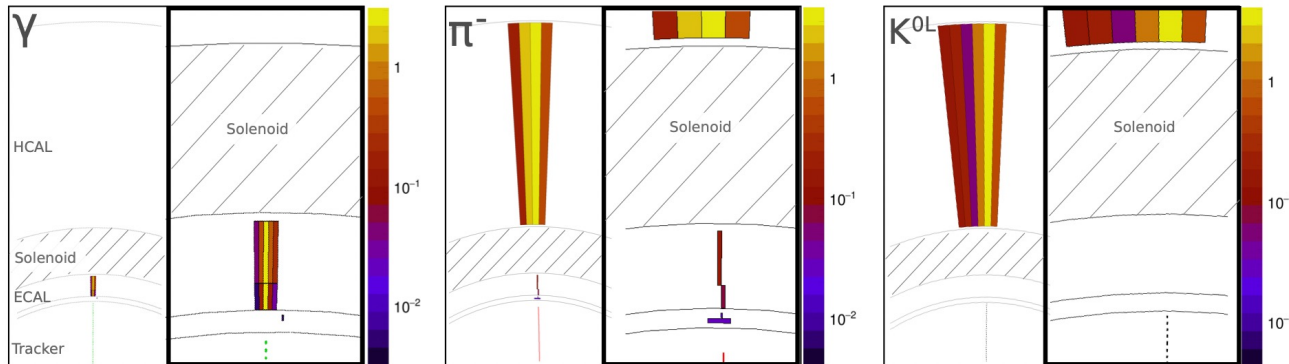 γ
HCAL
Solenoid
ECAL
Tracker
Solenoid
1
10⁻¹
10⁻²
π⁻
Solenoid
1
10⁻¹
10⁻²
K⁰ᴸ
Solenoid
1
10⁻
10⁻